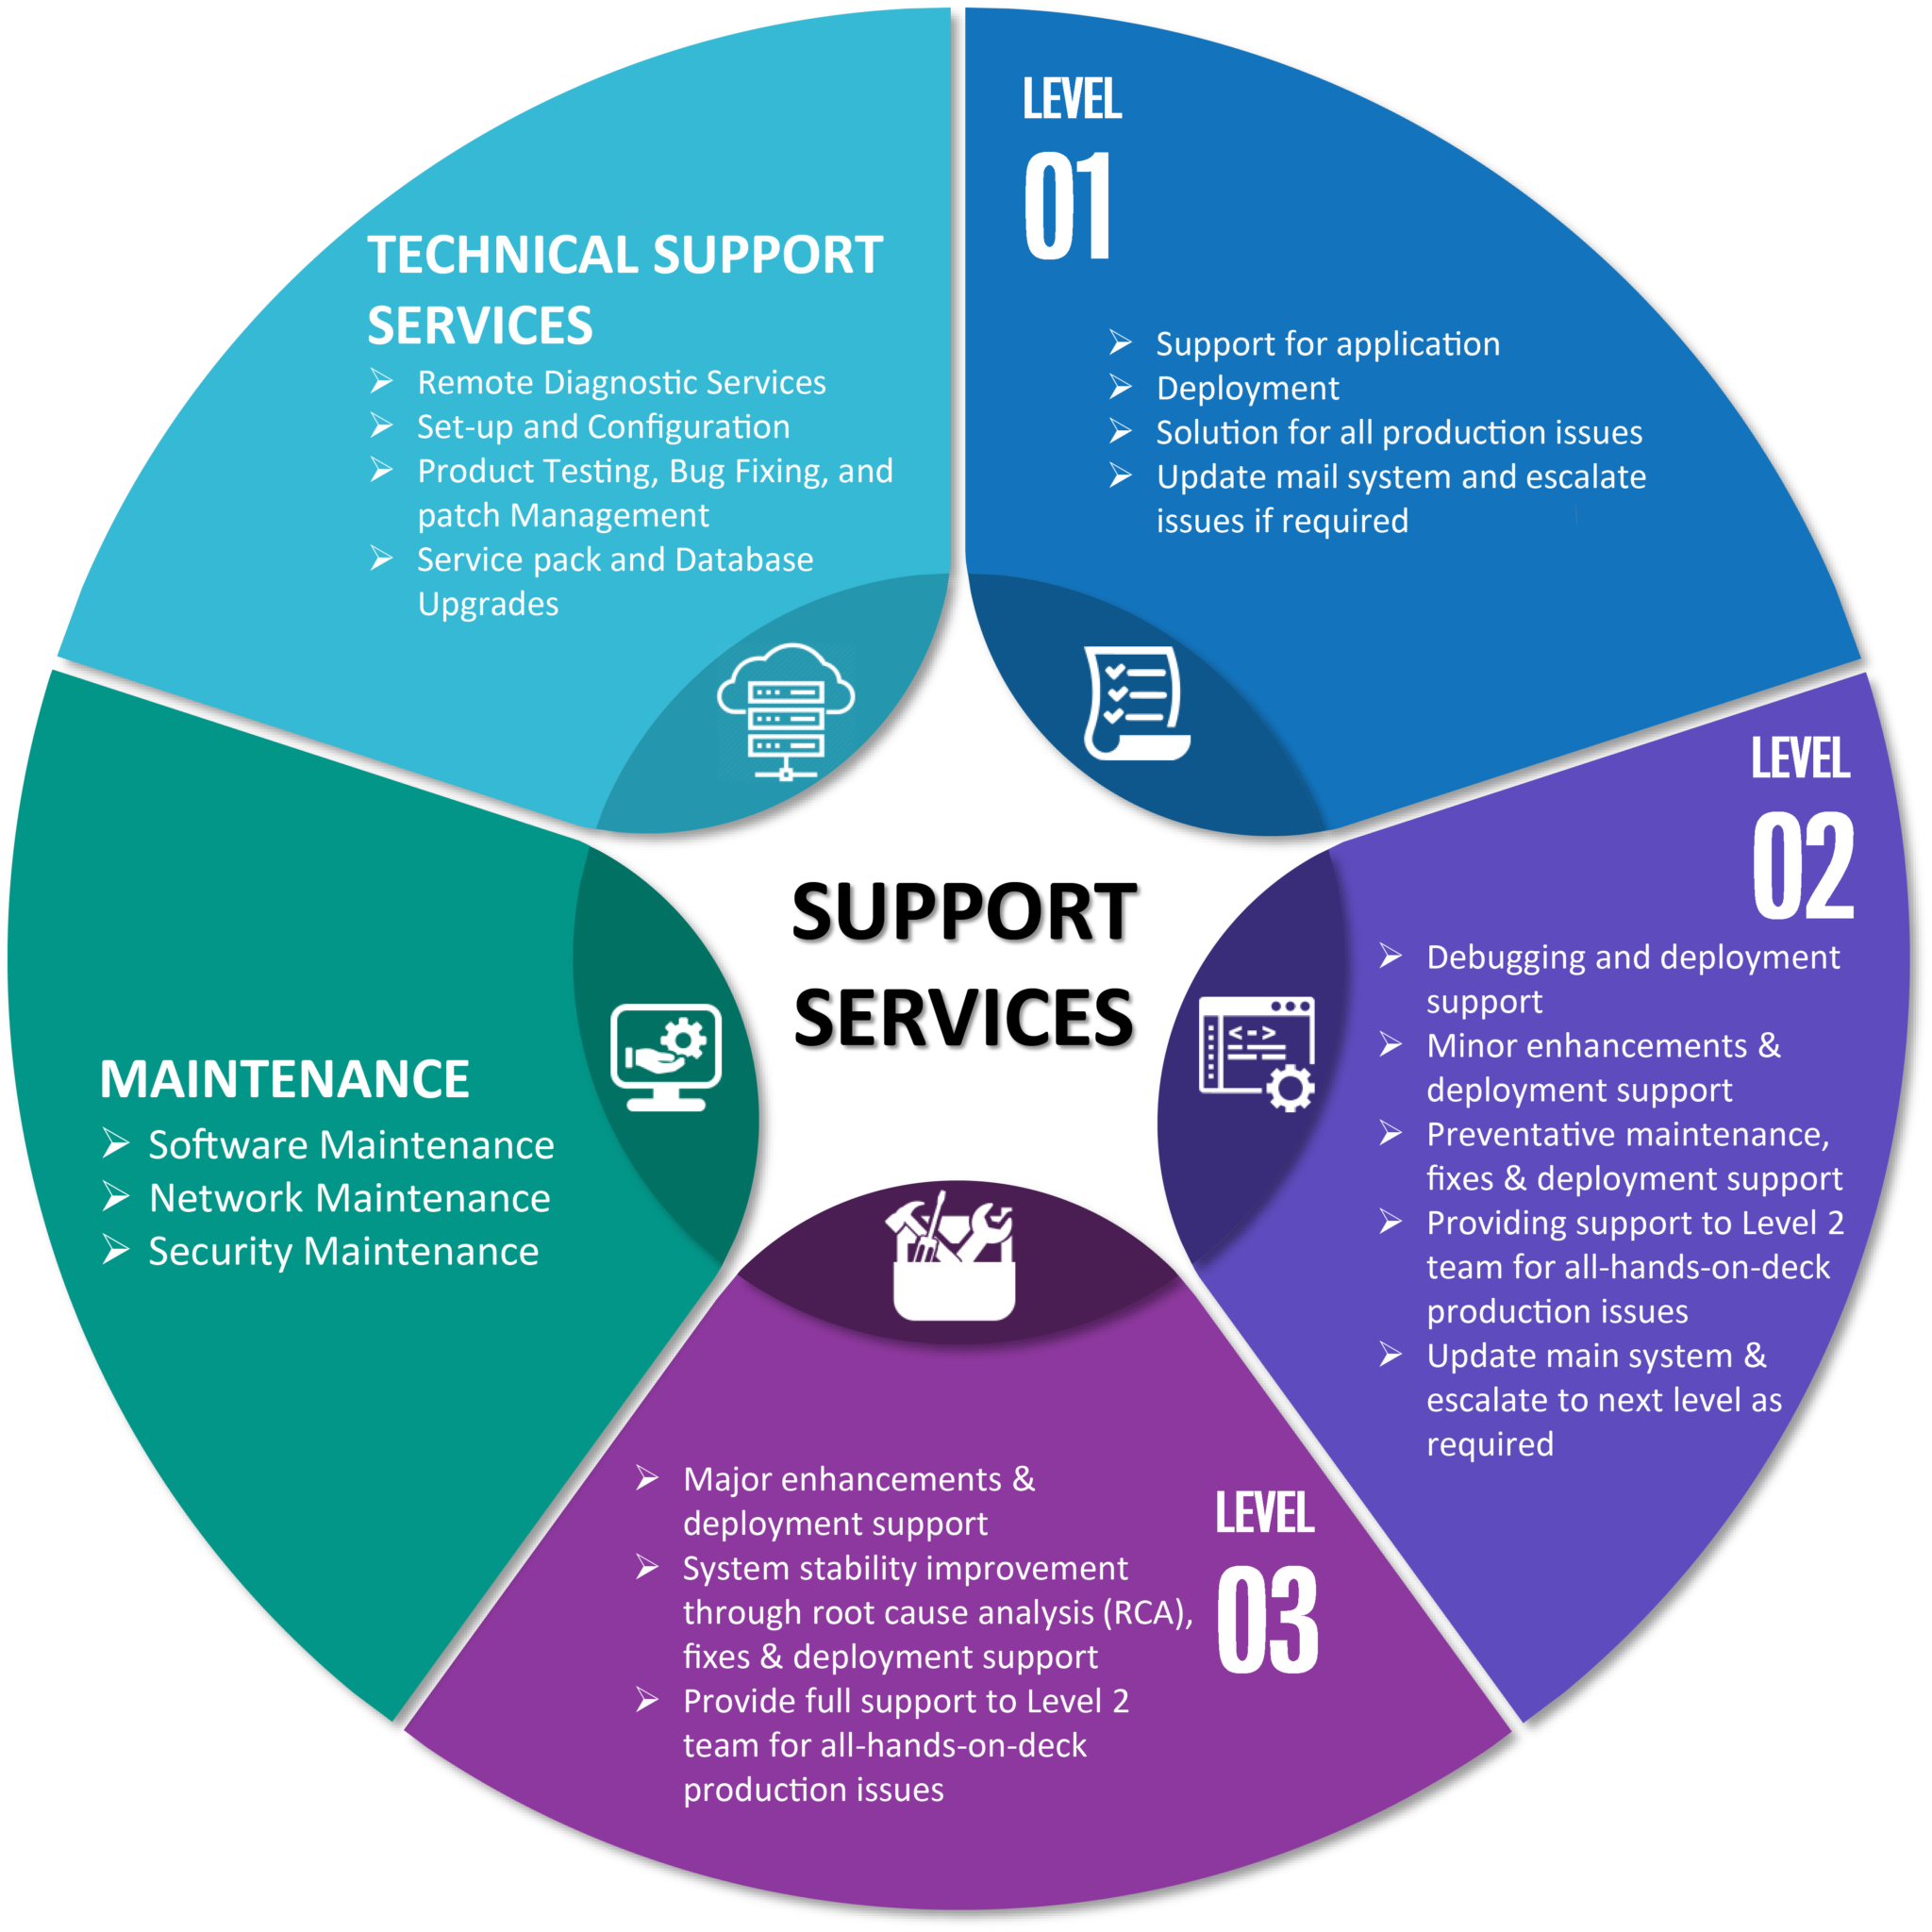 SUPPORT
SERVICES
LEVEL
01
➢ Support for application
➢ Deployment
➢ Solution for all production issues
➢ Update mail system and escalate
issues if required
LEVEL
02
➢ Debugging and deployment
support
➢ Minor enhancements &
deployment support
➢ Preventative maintenance,
fixes & deployment support
➢ Providing support to Level 2
team for all-hands-on-deck
production issues
➢ Update main system &
escalate to next level as
required
LEVEL
03
➢ Major enhancements &
deployment support
➢ System stability improvement
through root cause analysis (RCA),
fixes & deployment support
➢ Provide full support to Level 2
team for all-hands-on-deck
production issues
MAINTENANCE
➢ Software Maintenance
➢ Network Maintenance
➢ Security Maintenance
TECHNICAL SUPPORT
SERVICES
➢ Remote Diagnostic Services
➢ Set-up and Configuration
➢ Product Testing, Bug Fixing, and
patch Management
➢ Service pack and Database
Upgrades